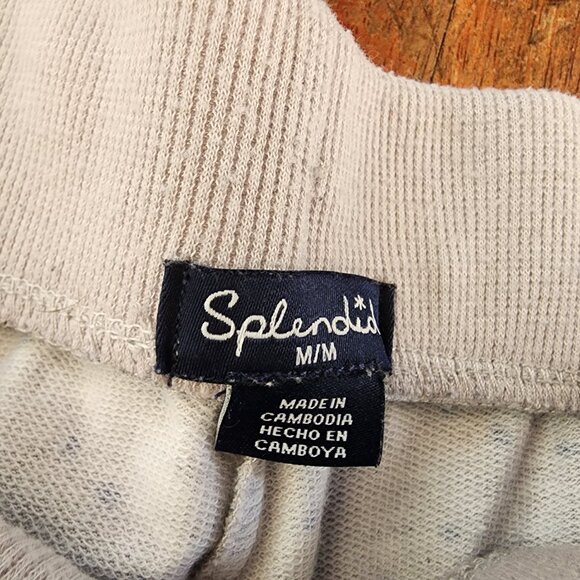 Splendid
M/M
MADE IN
CAMBODIA
HECHO EN
CAMBOYA